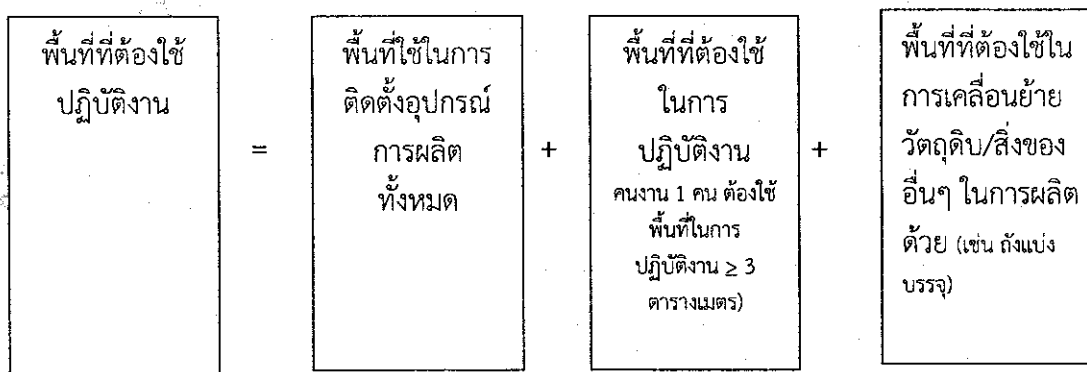 พื้นที่ที่ต้องใช้
ปฏิบัติงาน
=
พื้นที่ใช้ในการ
ติดตั้งอุปกรณ์
การผลิต
ทั้งหมด
+
พื้นที่ที่ต้องใช้
ในการ
ปฏิบัติงาน
คนงาน 1 คน ต้องใช้
พื้นที่ในการ
ปฏิบัติงาน ≥ 3
ตารางเมตร)
+
พื้นที่ที่ต้องใช้ใน
การเคลื่อนย้าย
วัตถุดิบ/สิ่งของ
อื่นๆ ในการผลิต
ด้วย (เช่น ถังแบ่ง
บรรจุ)